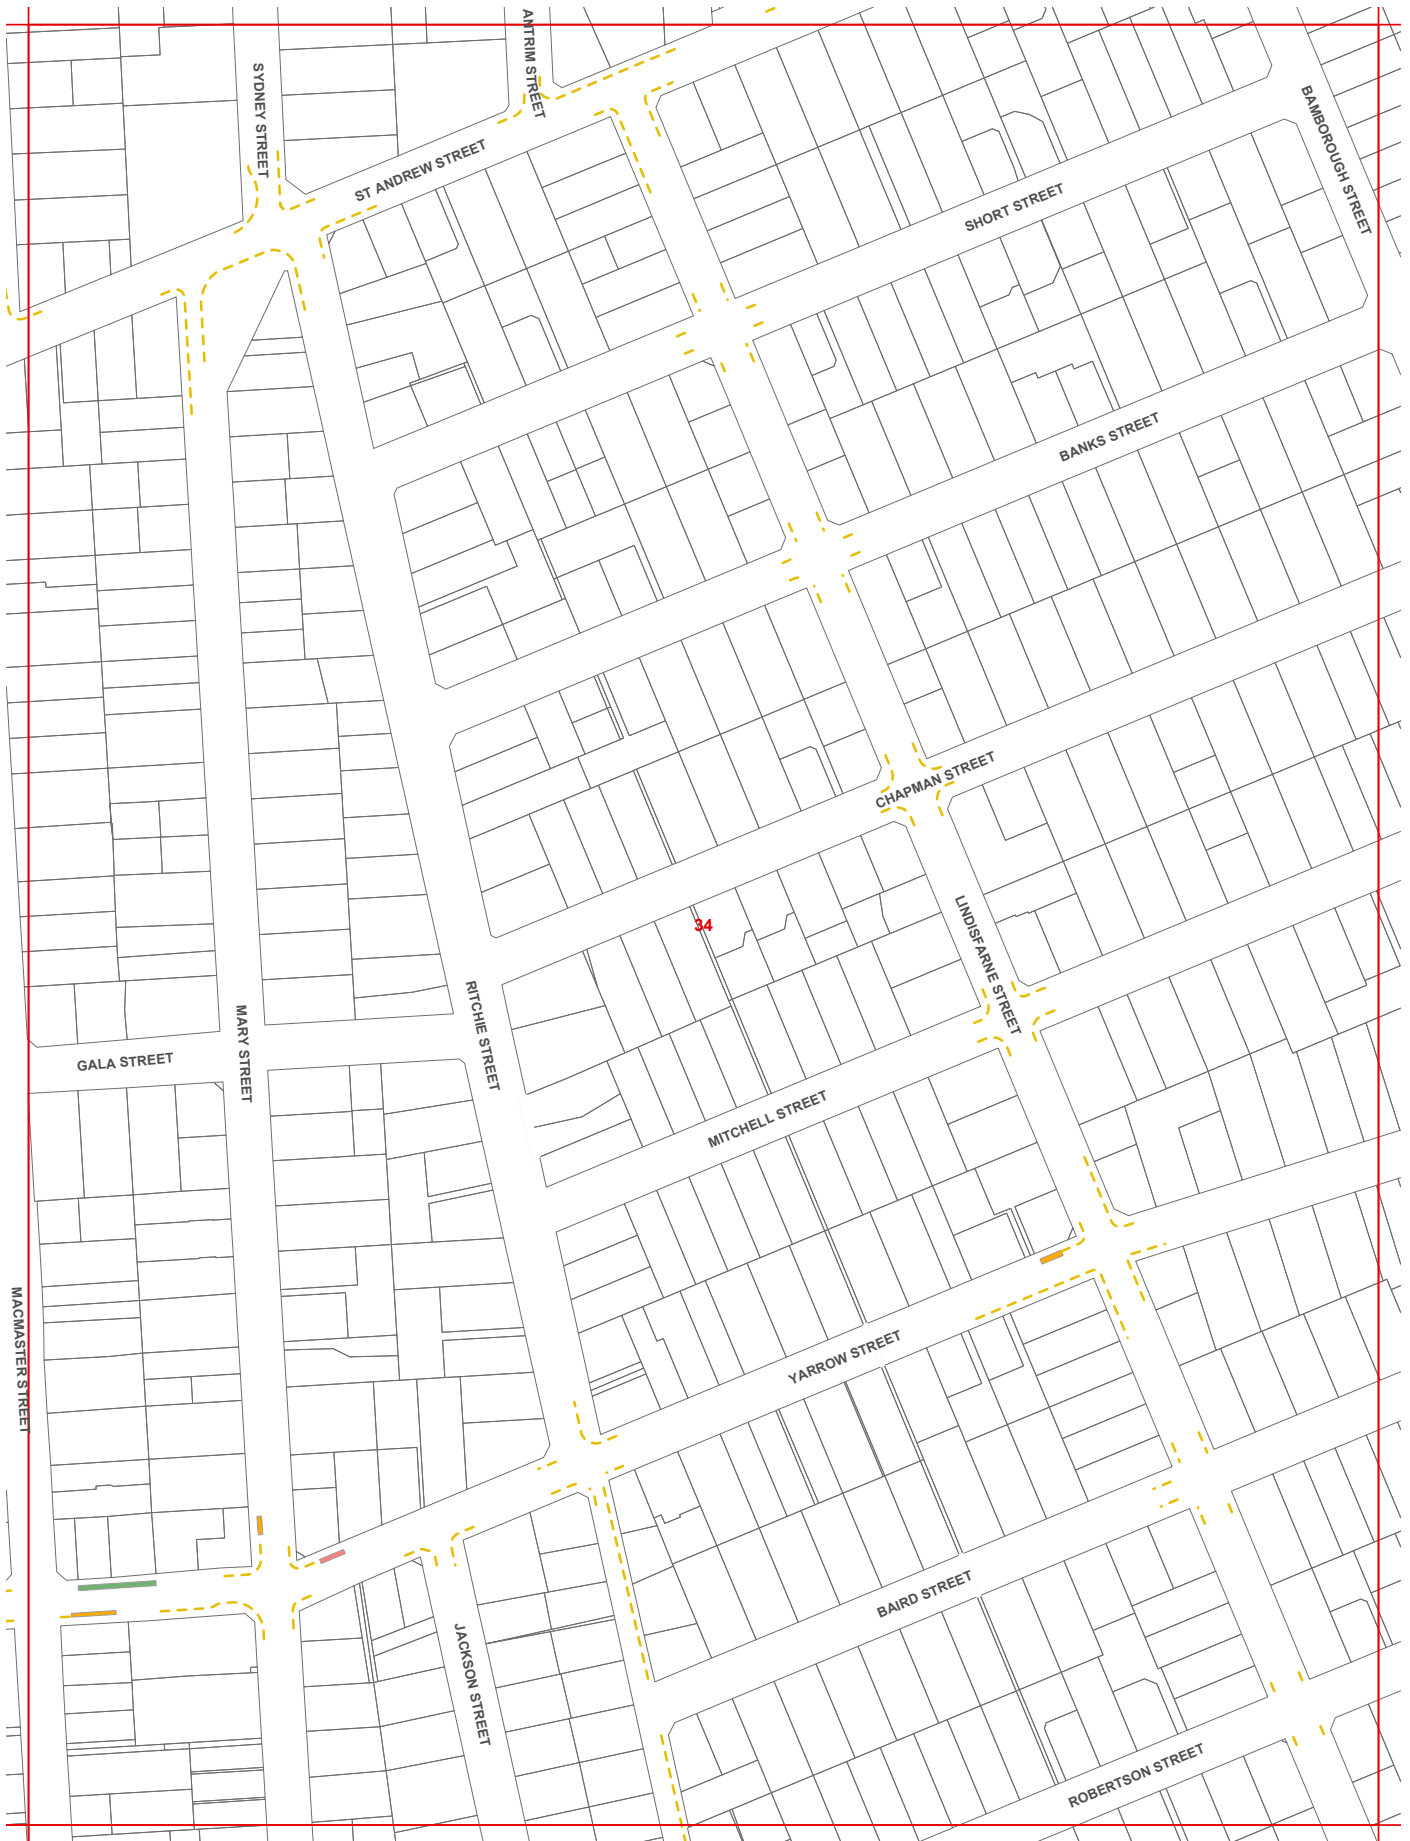 ANTRIM STREET
SYDNEY STREET
BAMBOROUGH STREET
ST ANDREW STREET
SHORT STREET
BANKS STREET
CHAPMAN STREET
34
LINDISFARNE STREET
RITCHIE STREET
MARY STREET
GALA STREET
MITCHELL STREET
MACMASTER STREET
YARROW STREET
BAIRD STREET
JACKSON STREET
ROBERTSON STREET